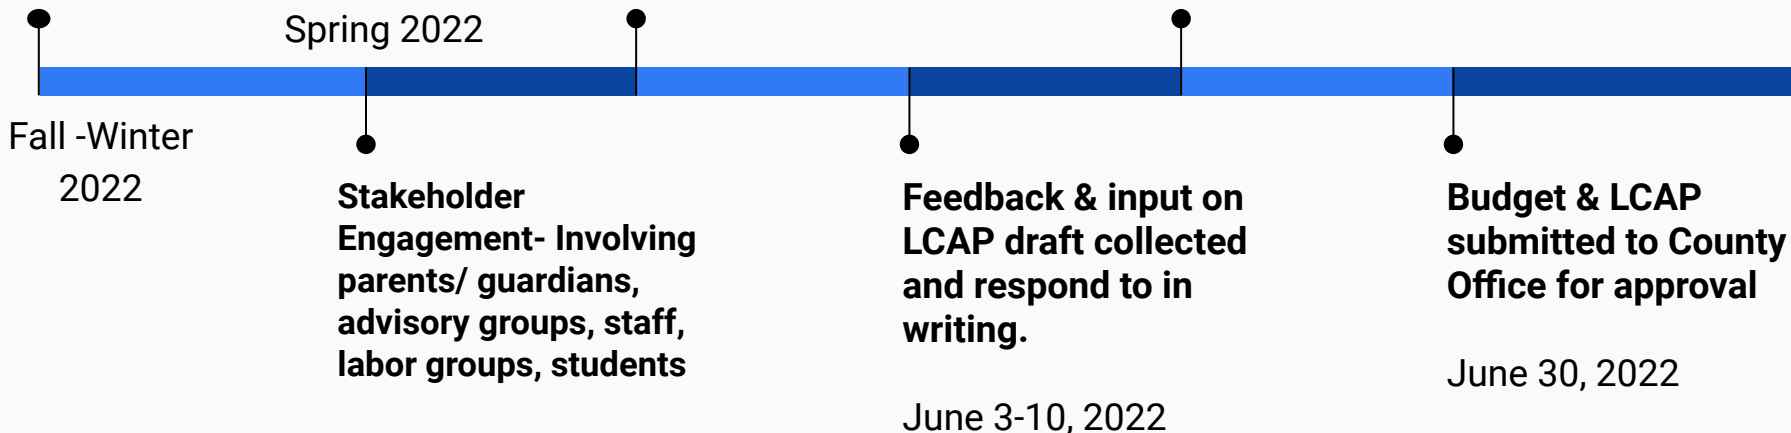 Spring 2022
Fall -Winter
2022
Stakeholder
Engagement- Involving
parents/ guardians,
advisory groups, staff,
labor groups, students
Feedback & input on
LCAP draft collected
and respond to in
writing.
June 3-10, 2022
Budget & LCAP
submitted to County
Office for approval
June 30, 2022